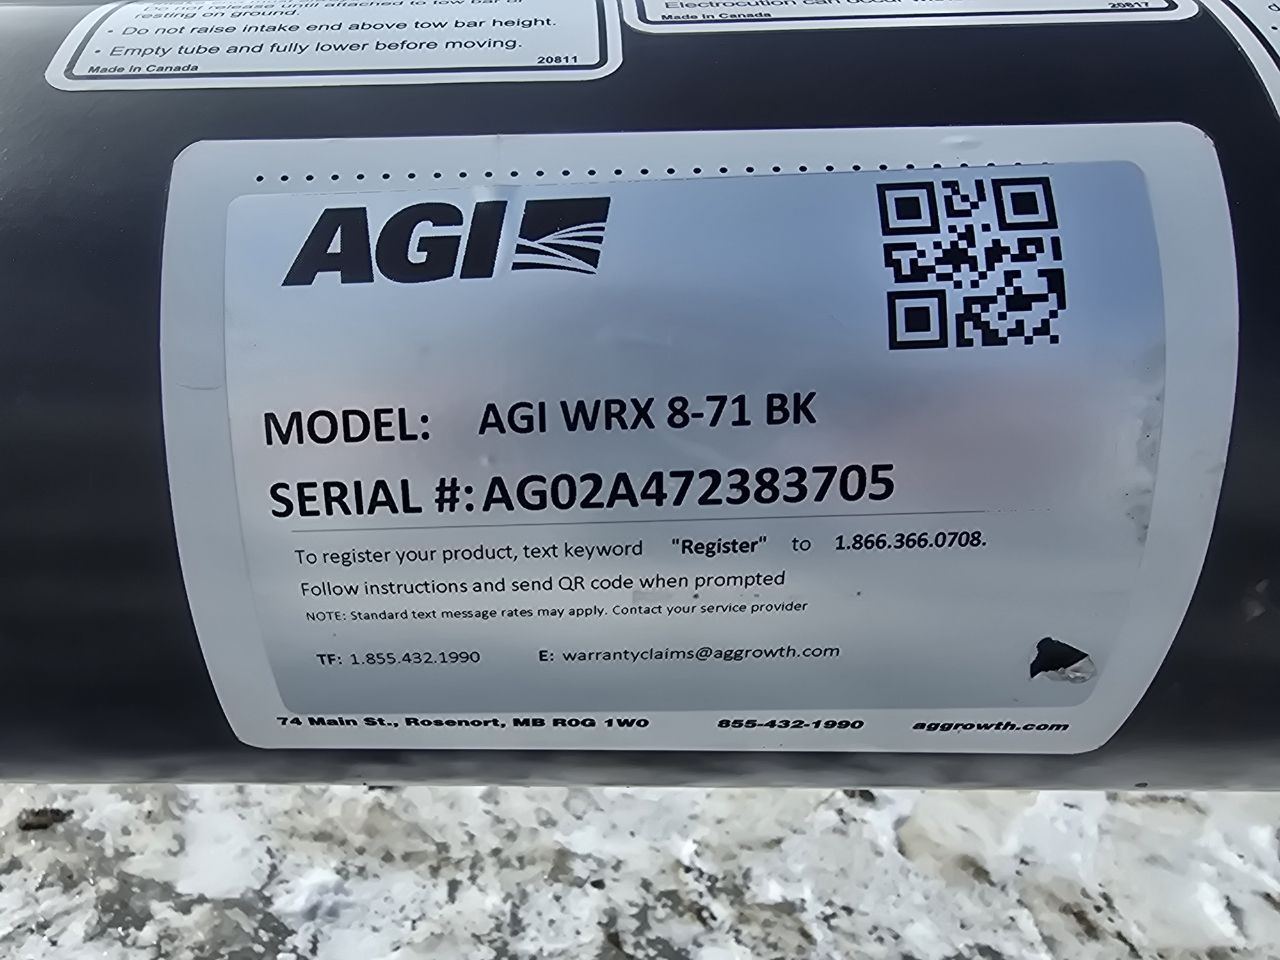 resting on ground.
• Do not raise intake end above tow bar height.
• Empty tube and fully lower before moving.
Made in Canada 20811
Made in Canada 20817
AGI
MODEL: AGI WRX 8-71 BK
SERIAL #: AG02A472383705
To register your product, text keyword "Register" to 1.866.366.0708.
Follow instructions and send QR code when prompted
NOTE: Standard text message rates may apply. Contact your service provider
TF: 1.855.432.1990 E: warrantyclaims@aggrowth.com
74 Main St., Rosenort, MB R0G 1W0 855-432-1990 aggrowth.com